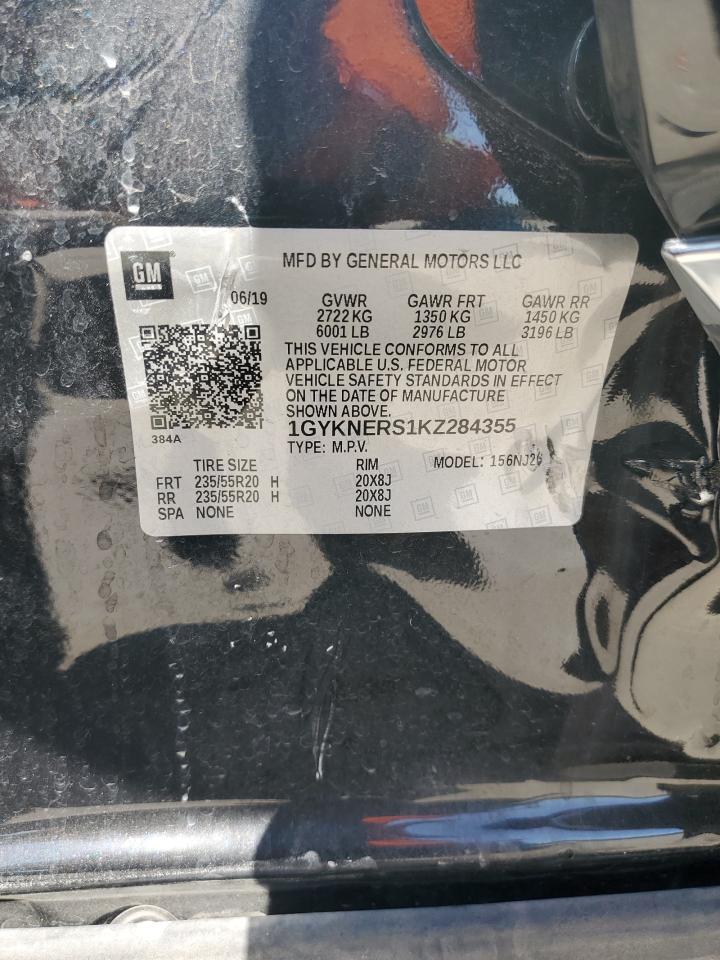 GM
MFD BY GENERAL MOTORS LLC
06/19 GVWR GAWR FRT GAWR RR
2722 KG 1350 KG 1450 KG
6001 LB 2976 LB 3196 LB
THIS VEHICLE CONFORMS TO ALL
APPLICABLE U.S. FEDERAL MOTOR
VEHICLE SAFETY STANDARDS IN EFFECT
ON THE DATE OF MANUFACTURE
SHOWN ABOVE.
384A
1GYKNERS1KZ284355
TYPE: M.P.V. MODEL: 156NJ26
TIRE SIZE RIM
FRT 235/55R20 H 20X8J
RR 235/55R20 H 20X8J
SPA NONE NONE